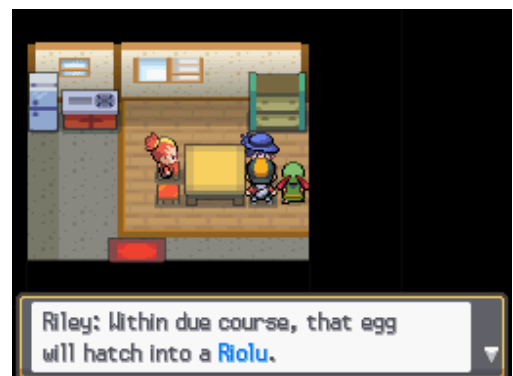 Riley: Within due course, that egg
will hatch into a Riolu.